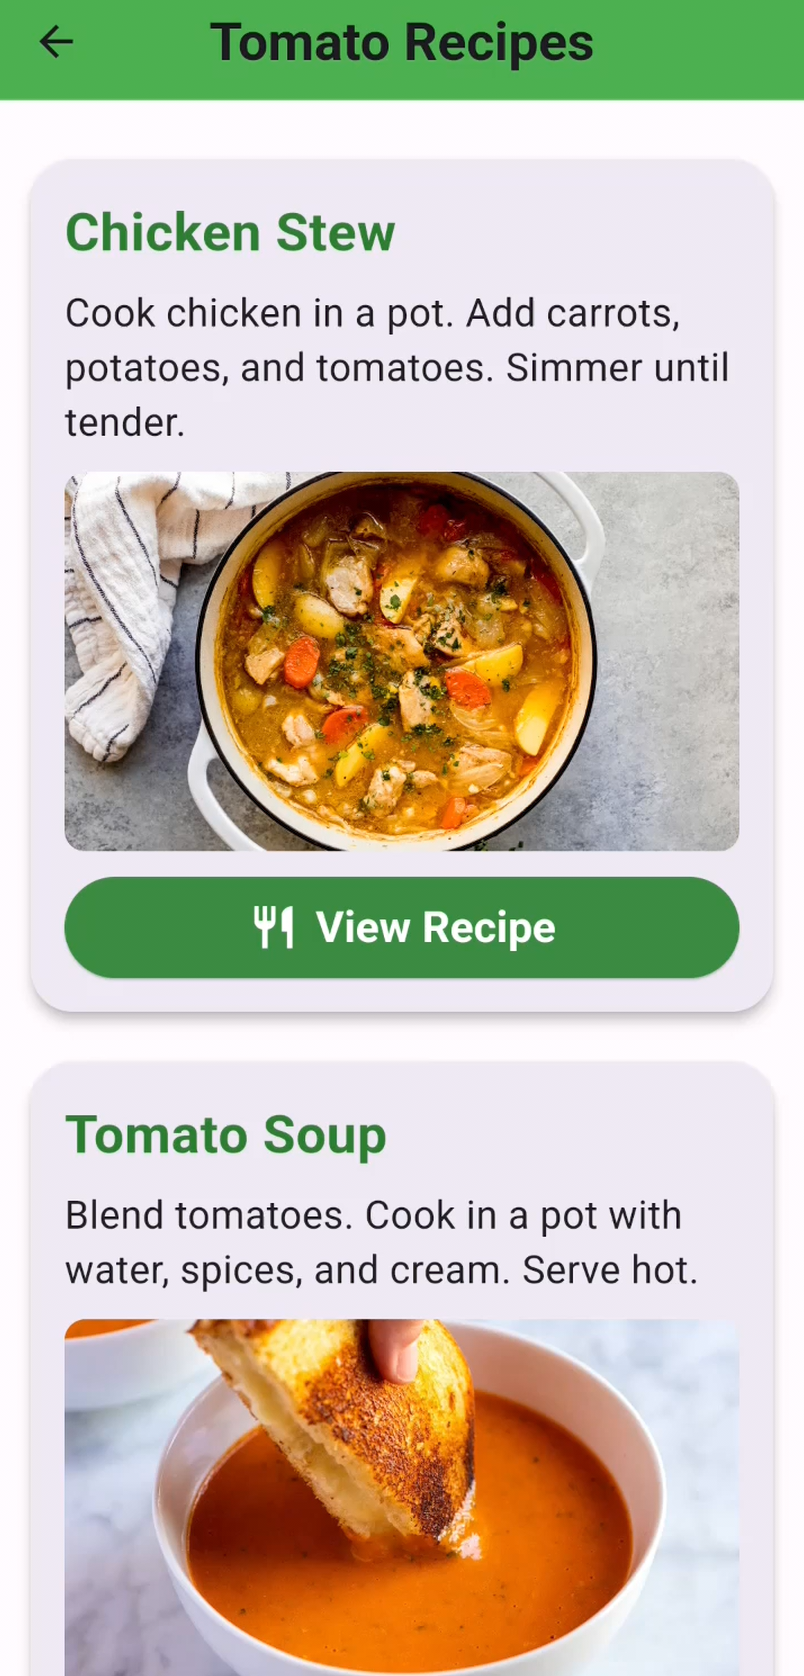 Tomato Recipes
Chicken Stew
Cook chicken in a pot. Add carrots,
potatoes, and tomatoes. Simmer until
tender.
View Recipe
Tomato Soup
Blend tomatoes. Cook in a pot with
water, spices, and cream. Serve hot.